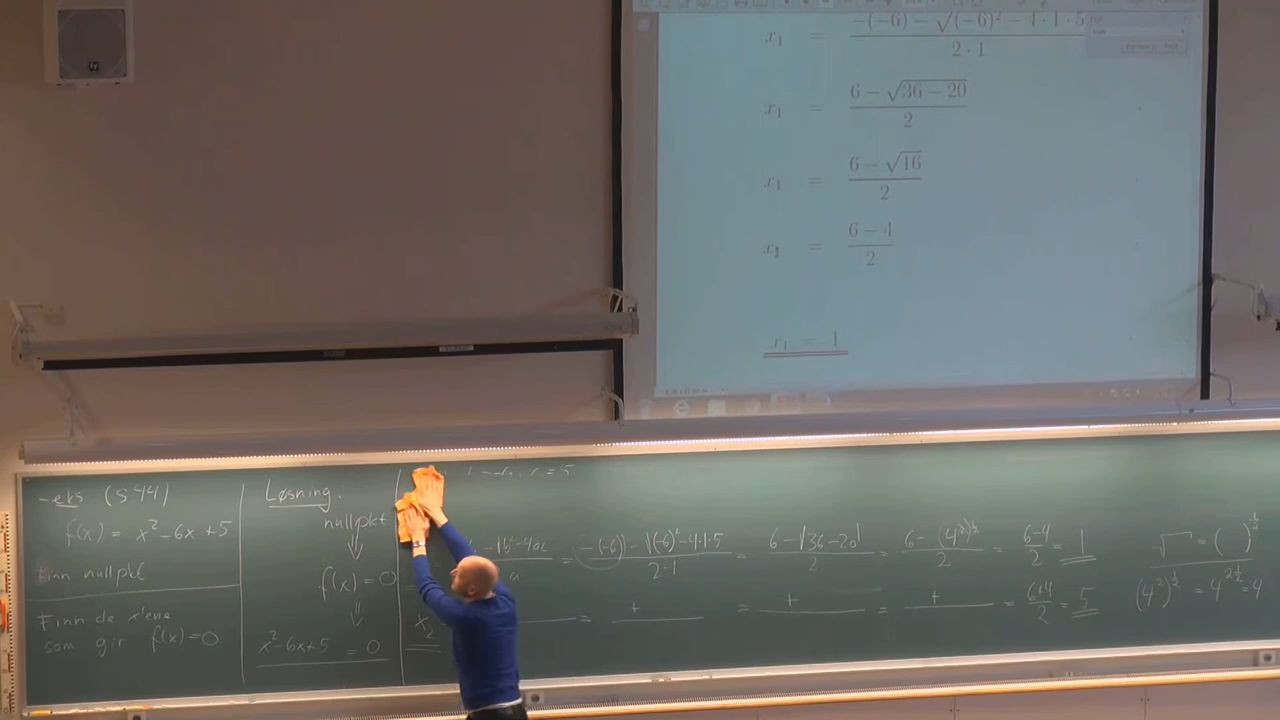 x₁ = (-(-6) - √((-6)² - 4 · 1 · 5)) / (2 · 1)
x₁ = (6 - √(36 - 20)) / 2
x₁ = (6 - √16) / 2
x₁ = (6 - 4) / 2
x₁ = 1
-eks (S 44)
f(x) = x² - 6x + 5
Finn nullpkt
Finn de x'ene
som gir f(x) = 0
Løsning:
nullpkt
⇓
f(x) = 0
⇓
x² - 6x + 5 = 0
c = 5
- √(b² - 4ac) / a = (-(-6) - √((-6)² - 4·1·5)) / (2·1) = (6 - √(36 - 20)) / 2 = (6 - (4²)^½) / 2 = (6 - 4) / 2 = 1
x₂ = + = + = + = (6 + 4) / 2 = 5
√ = ( )^½
(4²)^½ = 4^(2·½) = 4